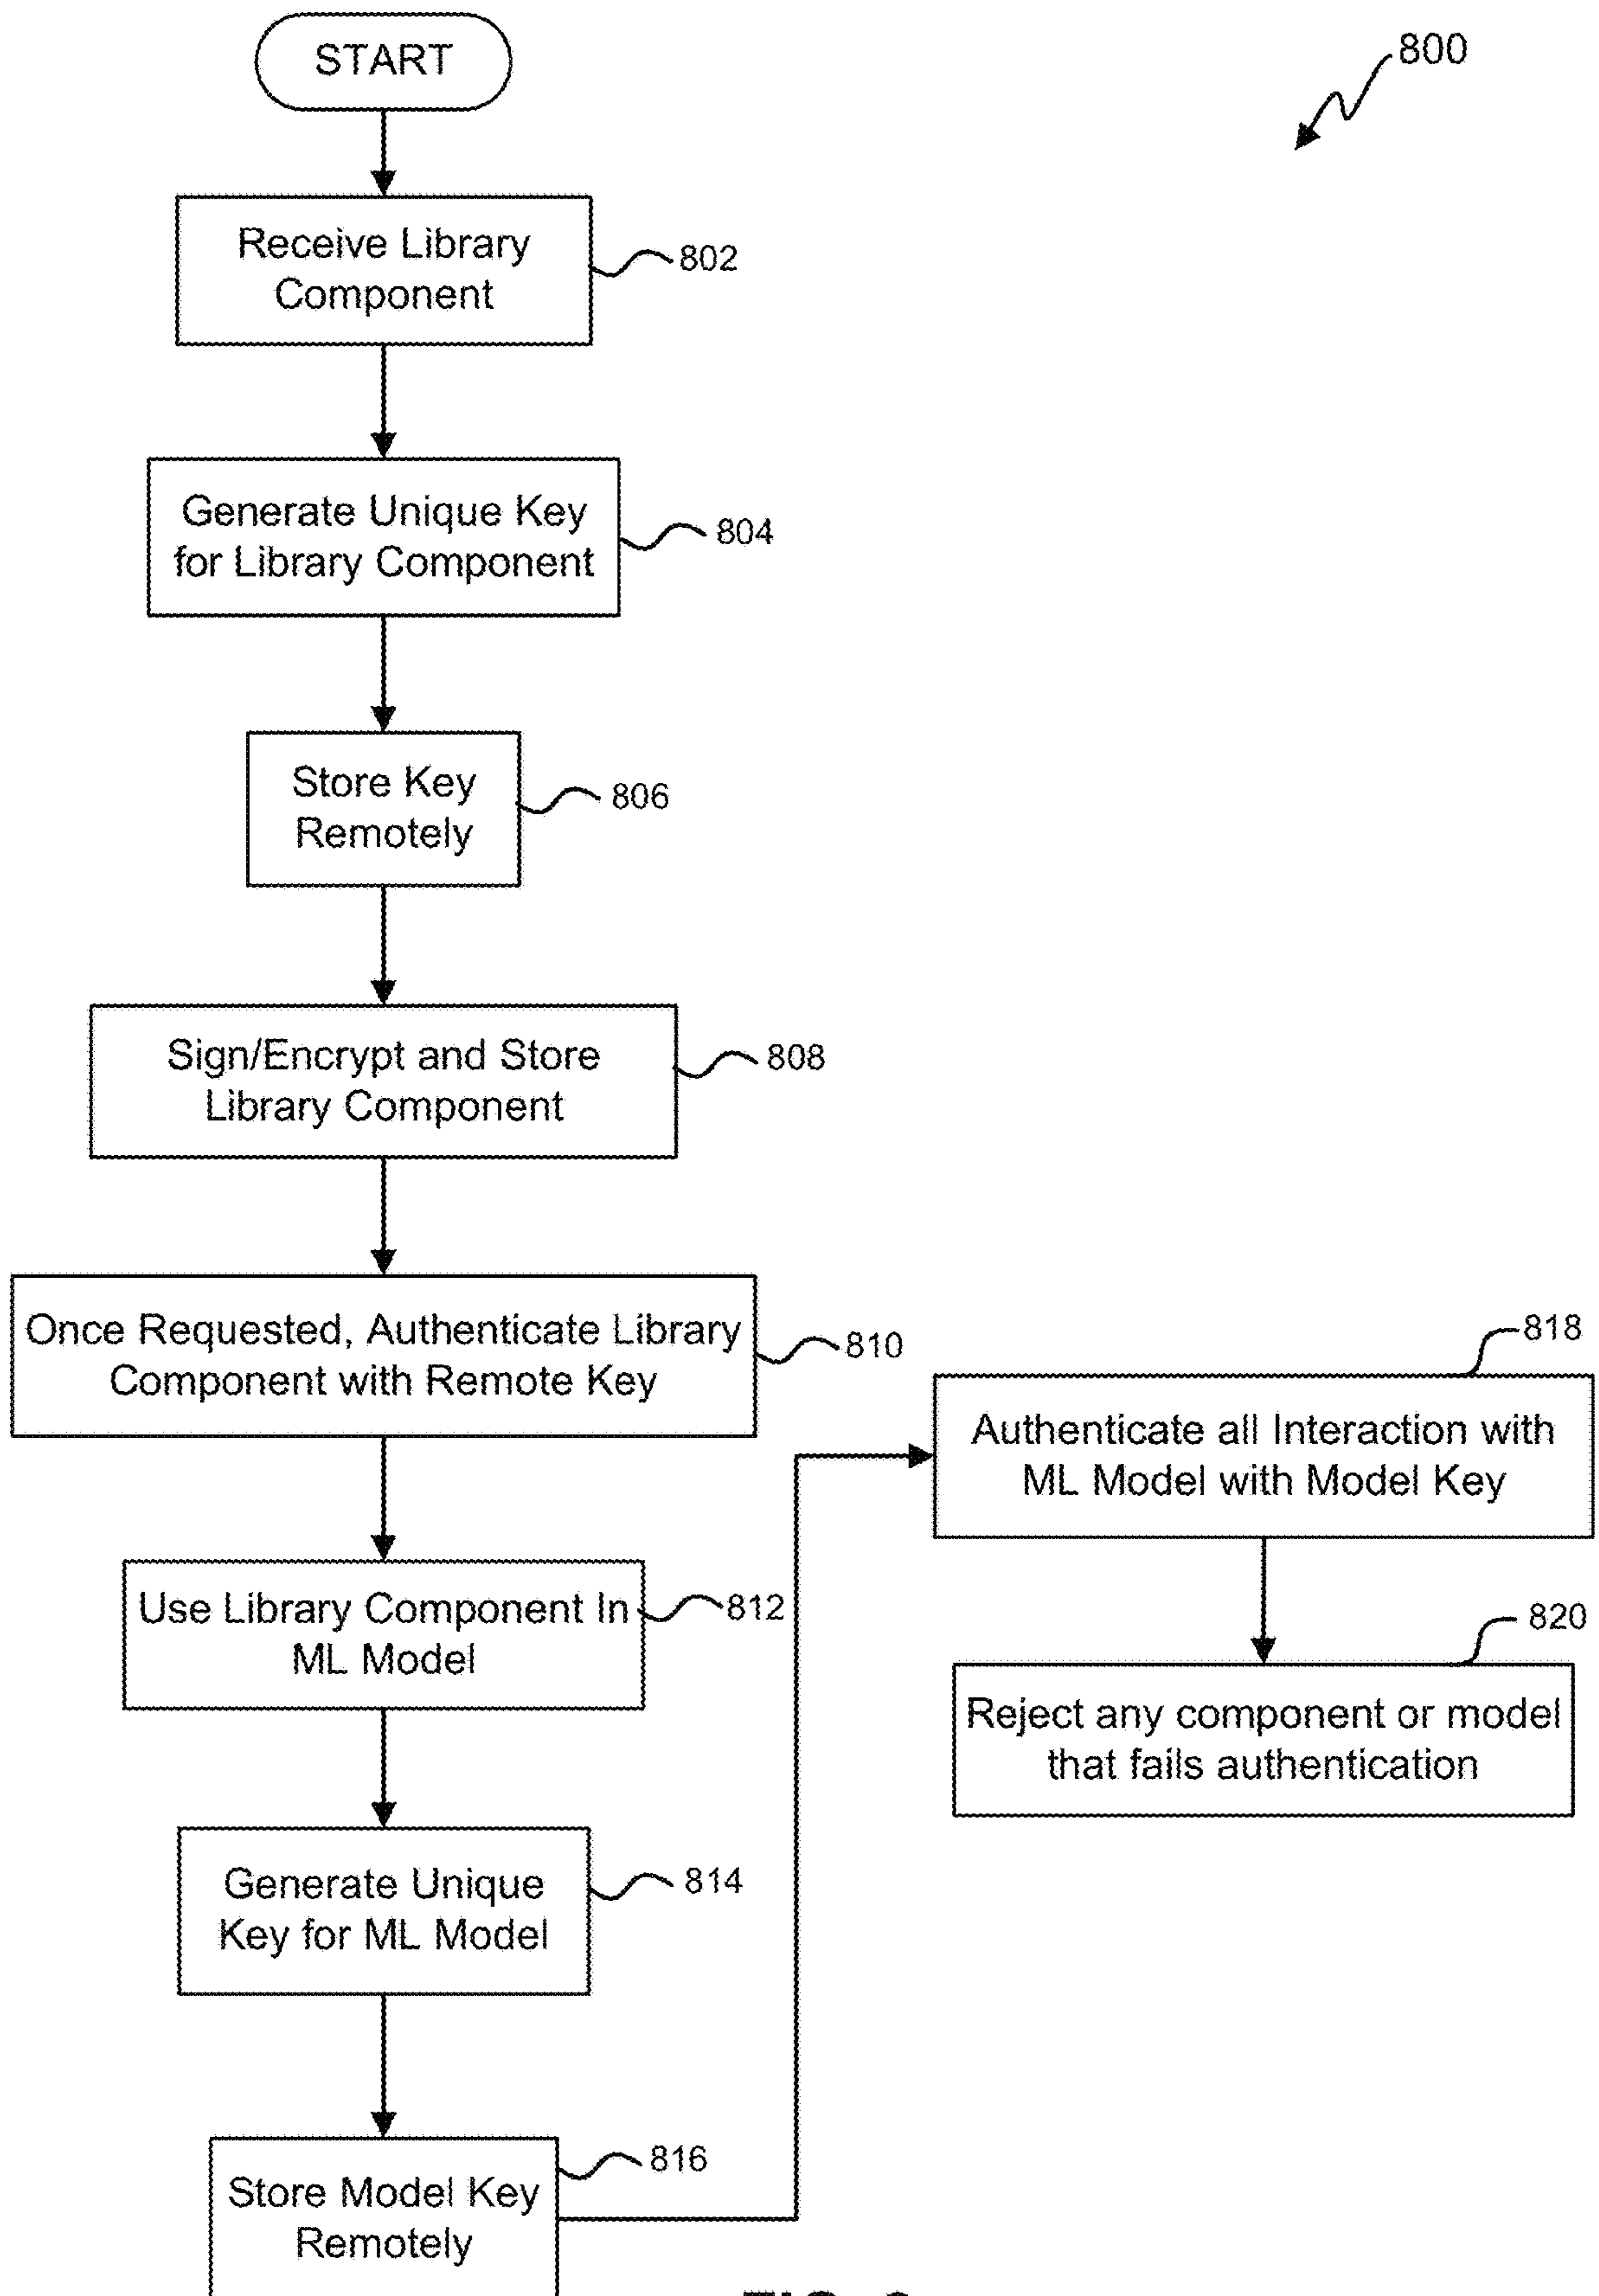 START
800
Receive Library
Component
802
Generate Unique Key
for Library Component
804
Store Key
Remotely
806
Sign/Encrypt and Store
Library Component
808
Once Requested, Authenticate Library
Component with Remote Key
810
Use Library Component In
ML Model
812
Generate Unique
Key for ML Model
814
Store Model Key
Remotely
816
818
Authenticate all Interaction with
ML Model with Model Key
820
Reject any component or model
that fails authentication